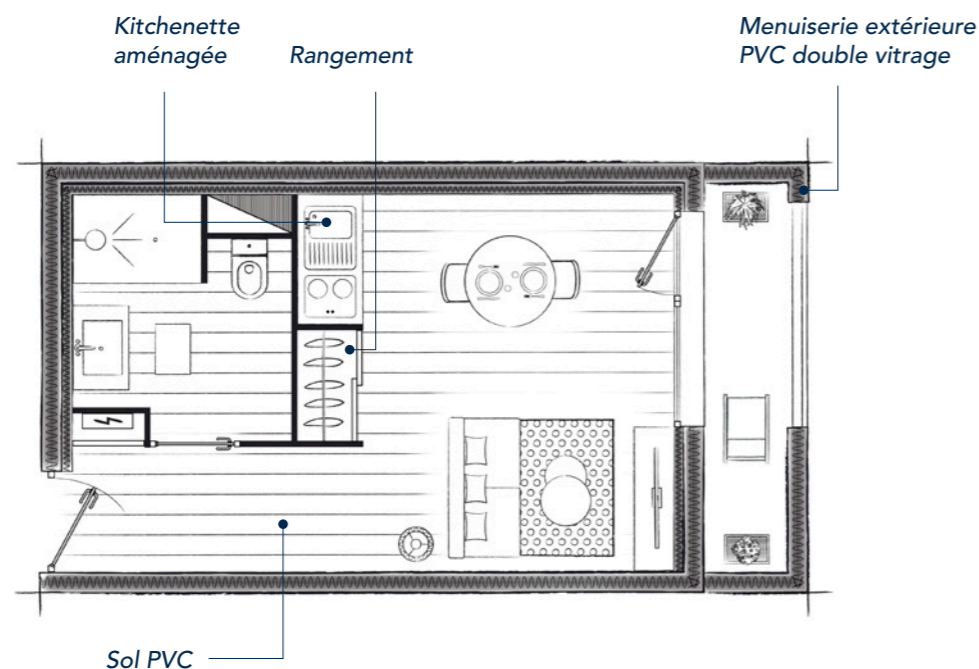 Kitchenette
aménagée
Rangement
Menuiserie extérieure
PVC double vitrage
Sol PVC